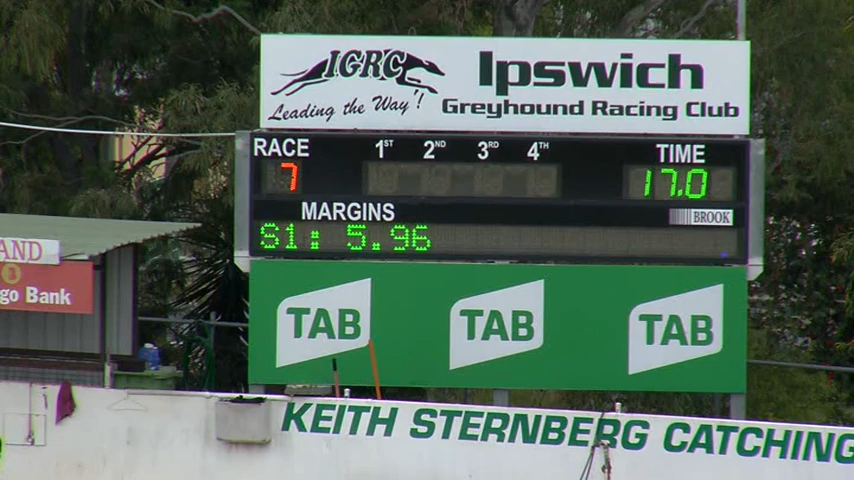 IGRC
Leading the Way!
Ipswich
Greyhound Racing Club
RACE 1ST 2ND 3RD 4TH TIME
7 17.0
MARGINS
BROOK
S1: 5.96
AND
go Bank
TAB TAB TAB
KEITH STERNBERG CATCHING